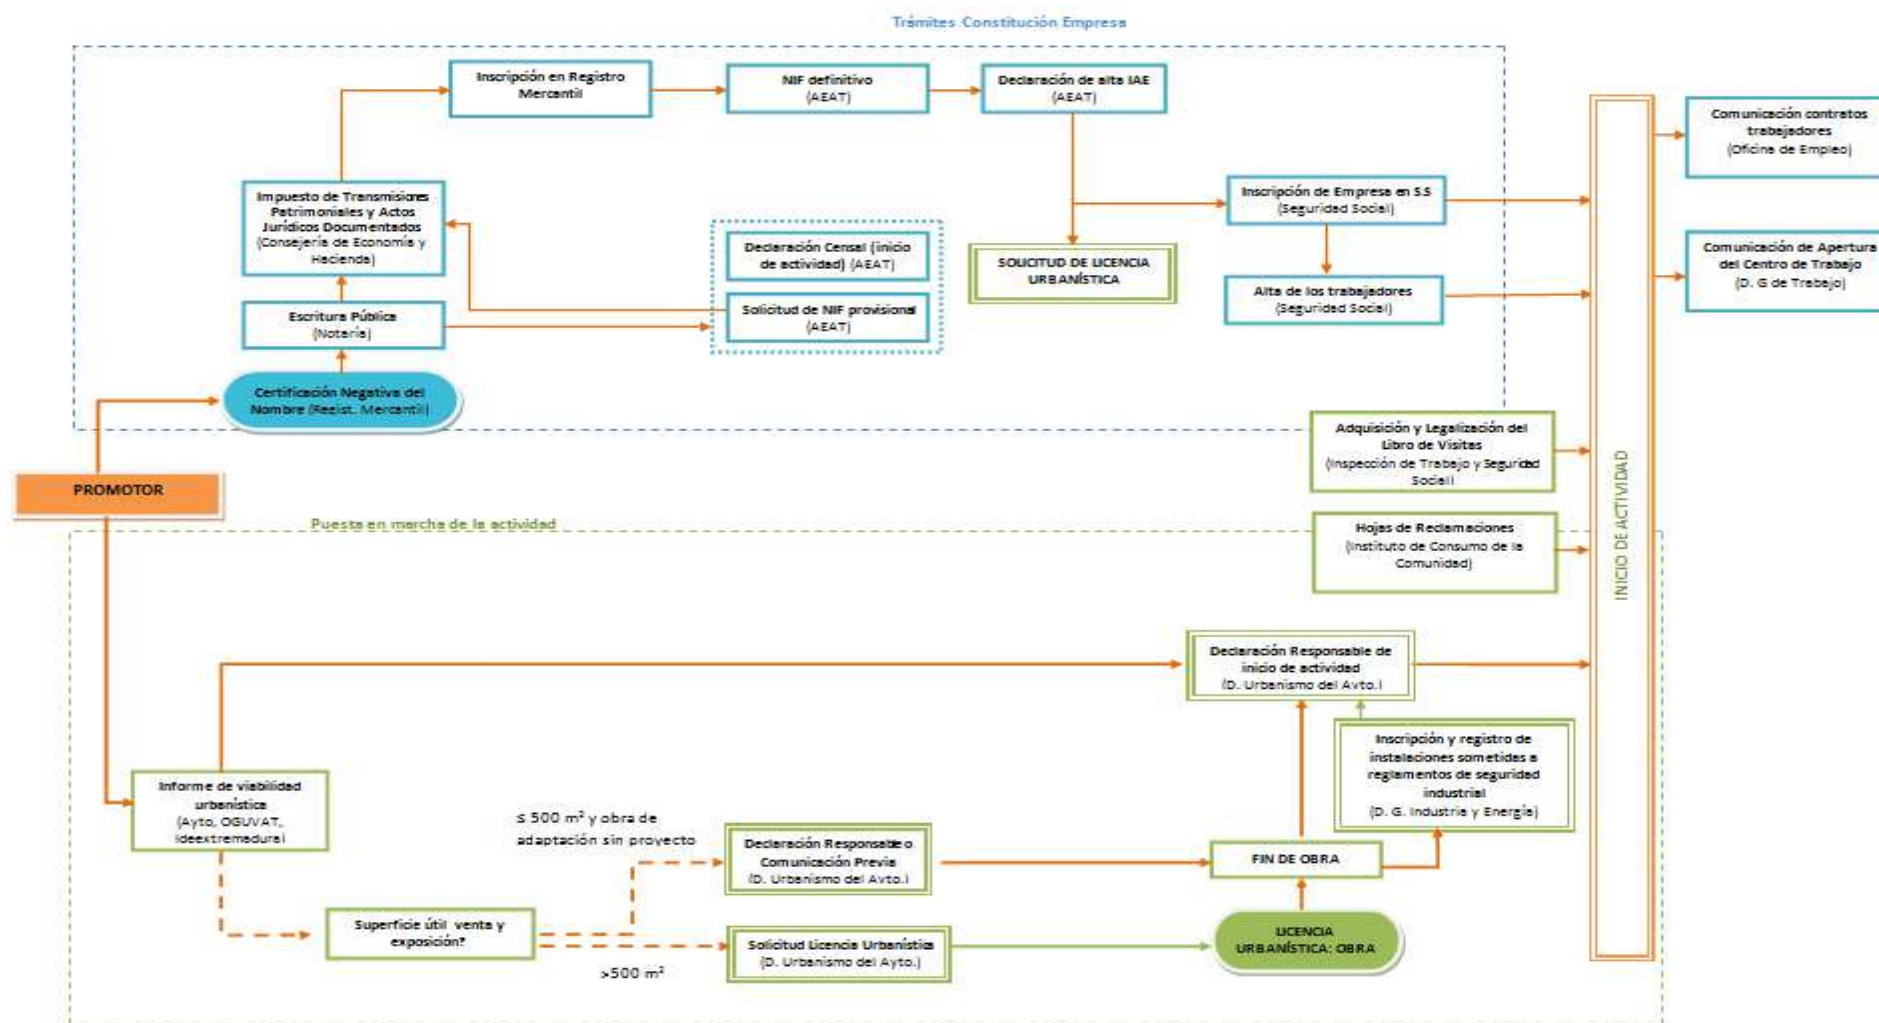 Trámites Constitución Empresa
Inscripción en Registro
Mercantil
NIF definitivo
(AEAT)
Declaración de alta IAE
(AEAT)
Comunicación contratos
trabajadores
(Oficina de Empleo)
Impuesto de Transmisiones
Patrimoniales y Actos
Jurídicos Documentados
(Consejería de Economía y
Hacienda)
Inscripción de Empresa en S.S
(Seguridad Social)
Declaración Censal (inicio
de actividad) (AEAT)
SOLICITUD DE LICENCIA
URBANÍSTICA
Comunicación de Apertura
del Centro de Trabajo
(D. G de Trabajo)
Escritura Pública
(Notaría)
Solicitud de NIF provisional
(AEAT)
Alta de los trabajadores
(Seguridad Social)
Certificación Negativa del
Nombre (Regist. Mercantil)
Adquisición y Legalización del
Libro de Visitas
(Inspección de Trabajo y Seguridad
Social)
PROMOTOR
INICIO DE ACTIVIDAD
Puesta en marcha de la actividad
Hojas de Reclamaciones
(Instituto de Consumo de la
Comunidad)
Declaración Responsable de
inicio de actividad
(D. Urbanismo del Ayto.)
Inscripción y registro de
instalaciones sometidas a
reglamentos de seguridad
industrial
(D. G. Industria y Energía)
Informe de viabilidad
urbanística
(Ayto, OGUVAT,
Ideextremadura)
≤ 500 m² y obra de
adaptación sin proyecto
Declaración Responsable o
Comunicación Previa
(D. Urbanismo del Ayto.)
FIN DE OBRA
Superficie útil venta y
exposición?
Solicitud Licencia Urbanística
(D. Urbanismo del Ayto.)
LICENCIA
URBANÍSTICA: OBRA
>500 m²